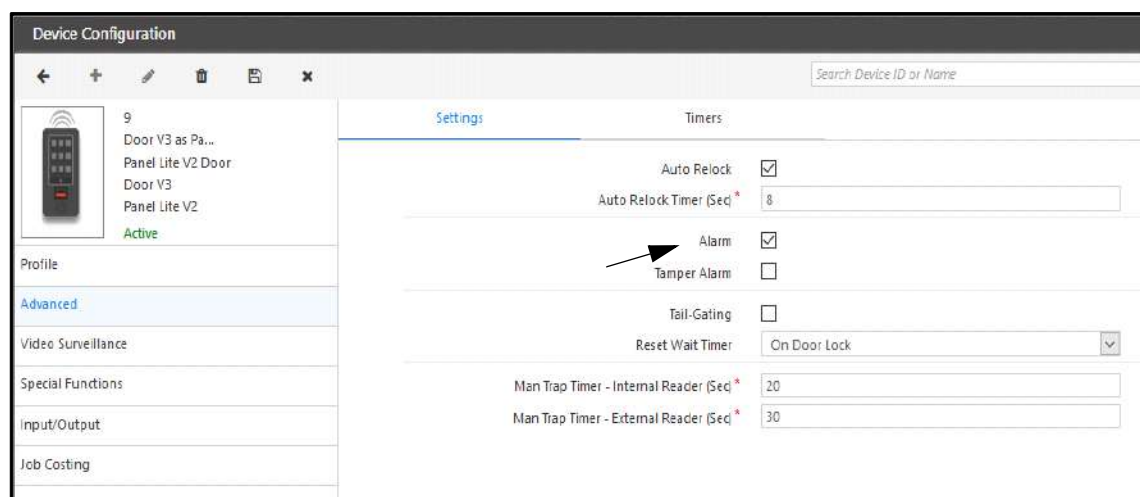 Device Configuration
Search Device ID or Name
9
Door V3 as Pa...
Panel Lite V2 Door
Door V3
Panel Lite V2
Active
Profile
Advanced
Video Surveillance
Special Functions
Input/Output
Job Costing
Settings Timers
Auto Relock
Auto Relock Timer (Sec) * 8
Alarm
Tamper Alarm
Tail-Gating
Reset Wait Timer On Door Lock
Man Trap Timer - Internal Reader (Sec) * 20
Man Trap Timer - External Reader (Sec) * 30